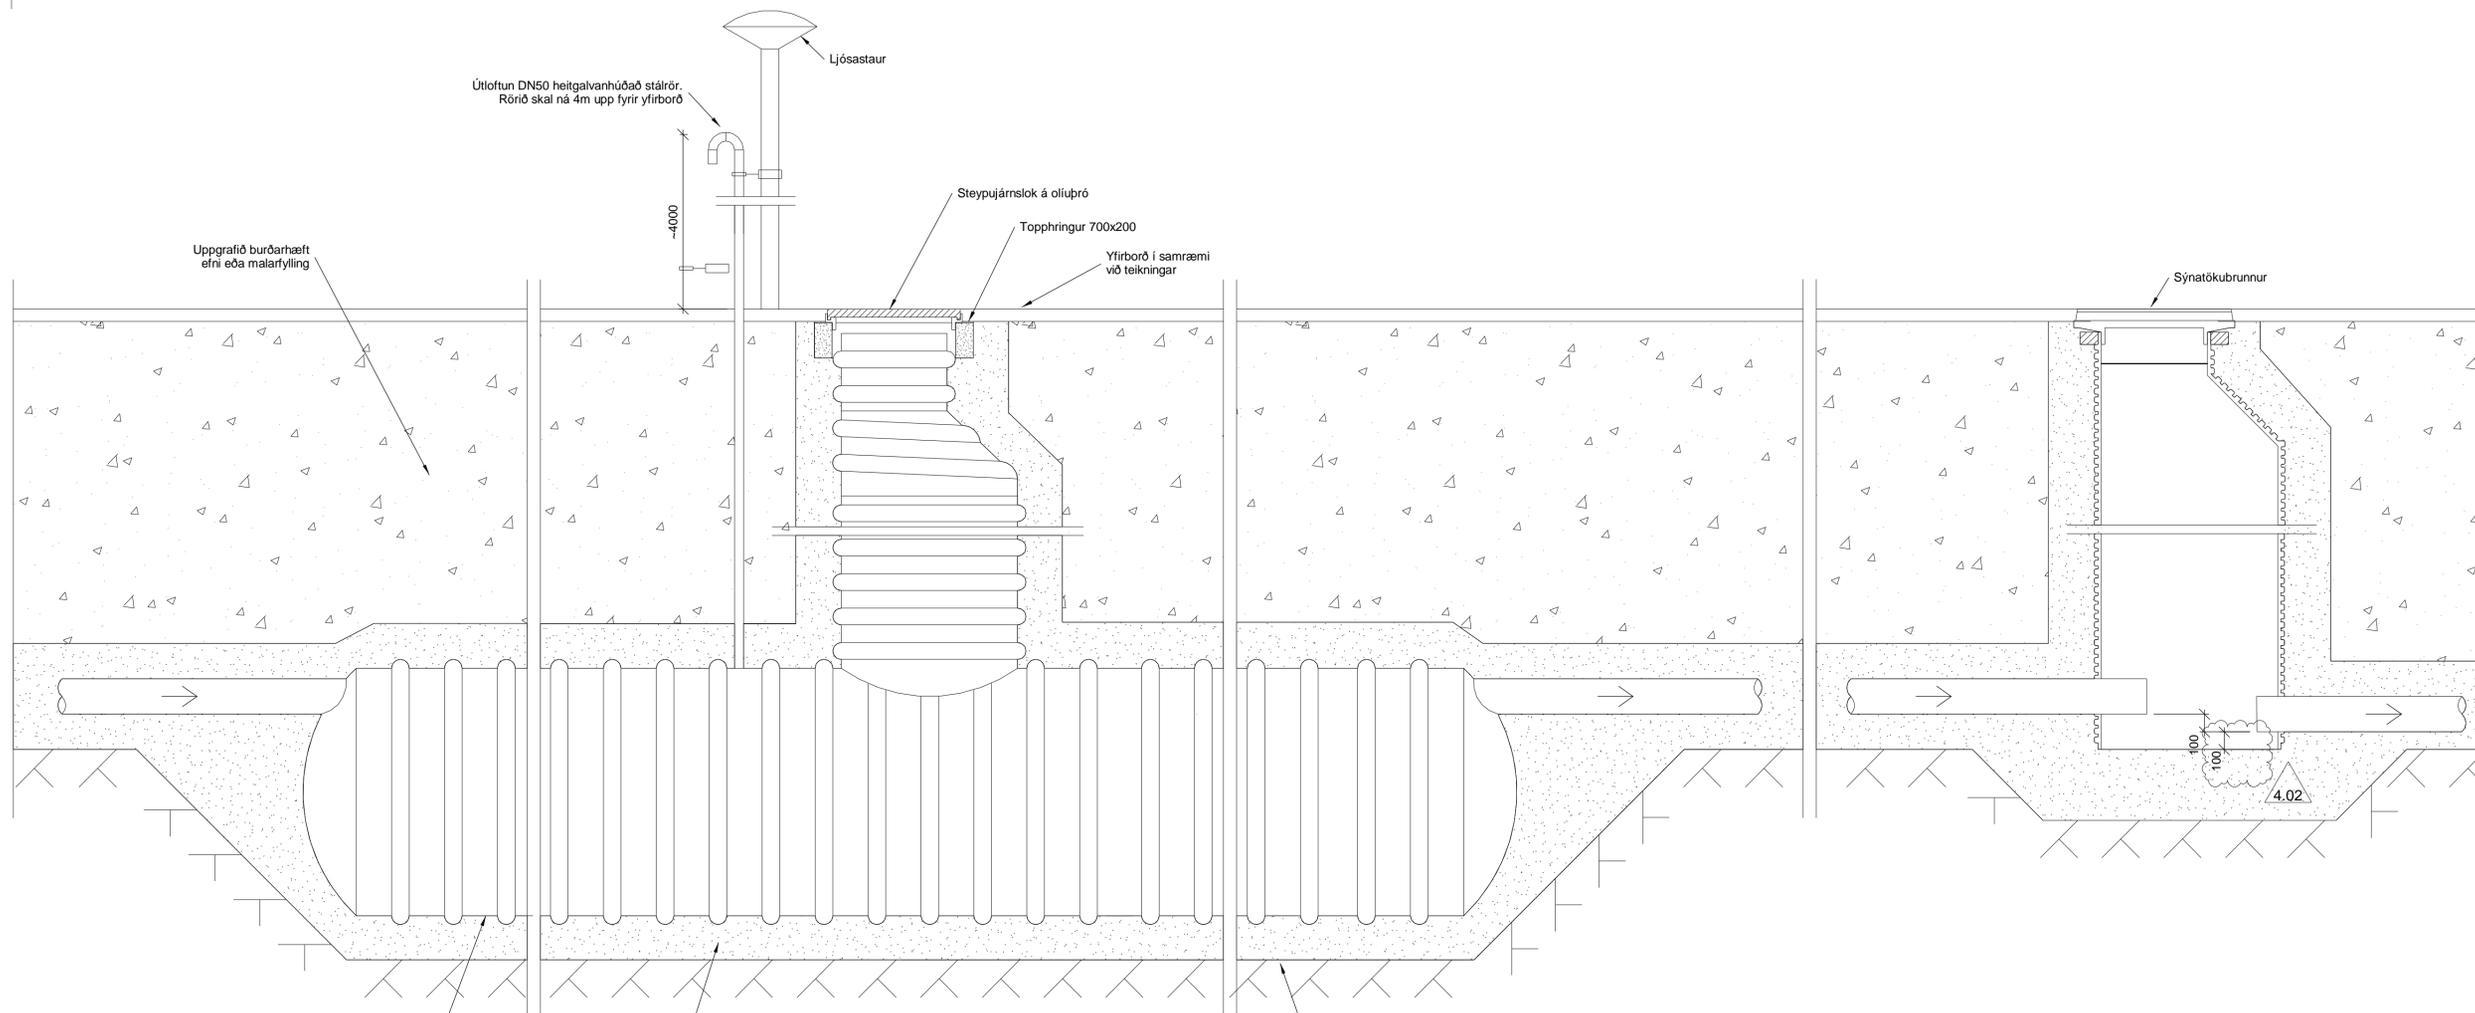 Ljósastaur
Útloftun DN50 heitgalvanhúðað stálrör.
Rörið skal ná 4m upp fyrir yfirborð
~4000
Steypujárnslok á olíuþró
Topphringur 700x200
Yfirborð í samræmi
við teikningar
Uppgrafið burðarhæft
efni eða malarfylling
Sýnatökubrunnur
100
100
4.02